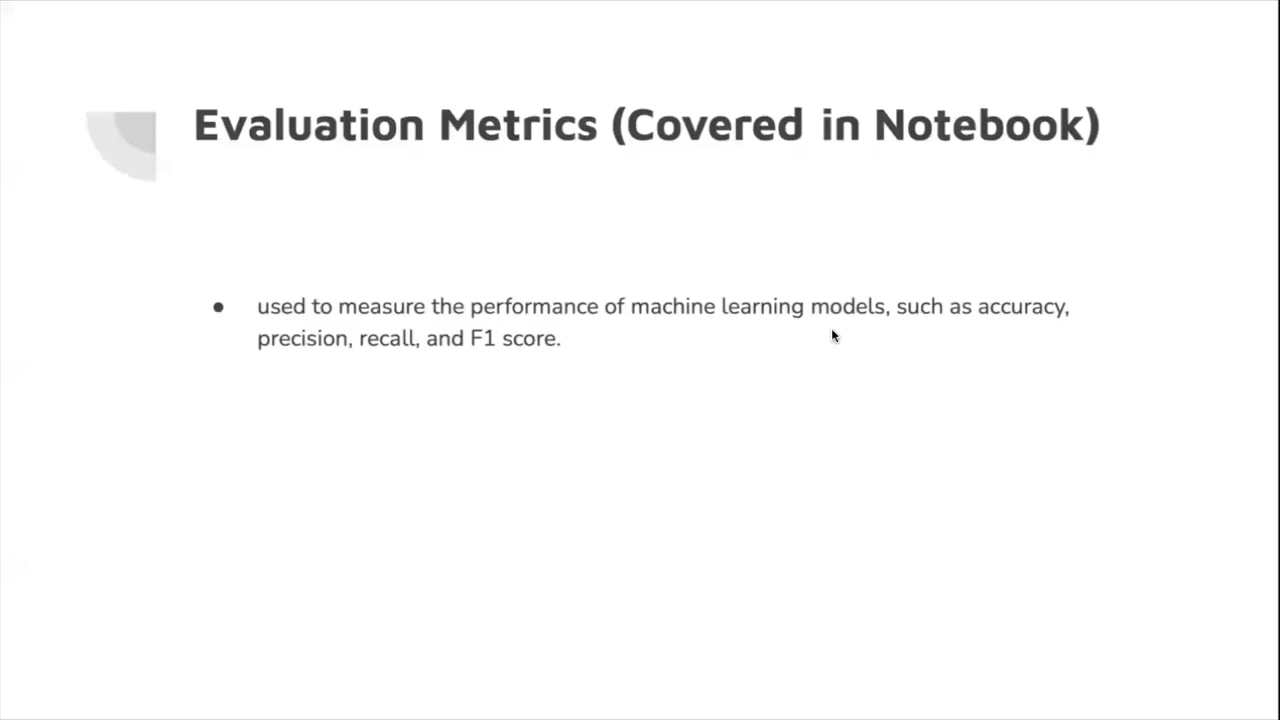 Evaluation Metrics (Covered in Notebook)
● used to measure the performance of machine learning models, such as accuracy,
precision, recall, and F1 score.